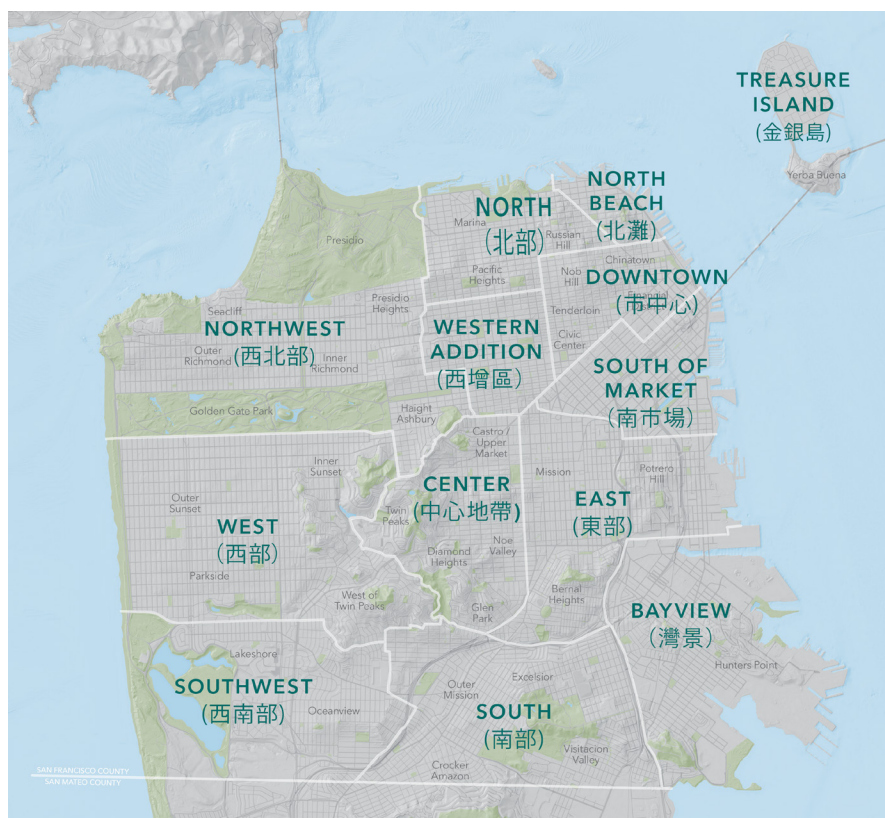 TREASURE
ISLAND
(金銀島)
Yerba Buena
NORTH
BEACH
(北灘)
NORTH
(北部)
Marina
Russian
Hill
Presidio
Chinatown
Pacific
Heights
Nob
Hill
DOWNTOWN
(市中心)
Presidio
Heights
Seacliff
Tenderloin
NORTHWEST
(西北部)
WESTERN
ADDITION
(西增區)
Civic
Center
Outer
Richmond
Inner
Richmond
SOUTH OF
MARKET
(南市場)
Golden Gate Park
Haight
Ashbury
Castro /
Upper
Market
Inner
Sunset
Mission
Potrero
Hill
CENTER
(中心地帶)
EAST
(東部)
Outer
Sunset
Twin
Peaks
WEST
(西部)
Noe
Valley
Diamond
Heights
Parkside
West of
Twin Peaks
Glen
Park
Bernal
Heights
BAYVIEW
(灣景)
Hunters Point
Lakeshore
SOUTHWEST
(西南部)
Oceanview
Outer
Mission
Excelsior
SOUTH
(南部)
Visitacion
Valley
Crocker
Amazon
SAN FRANCISCO COUNTY
SAN MATEO COUNTY